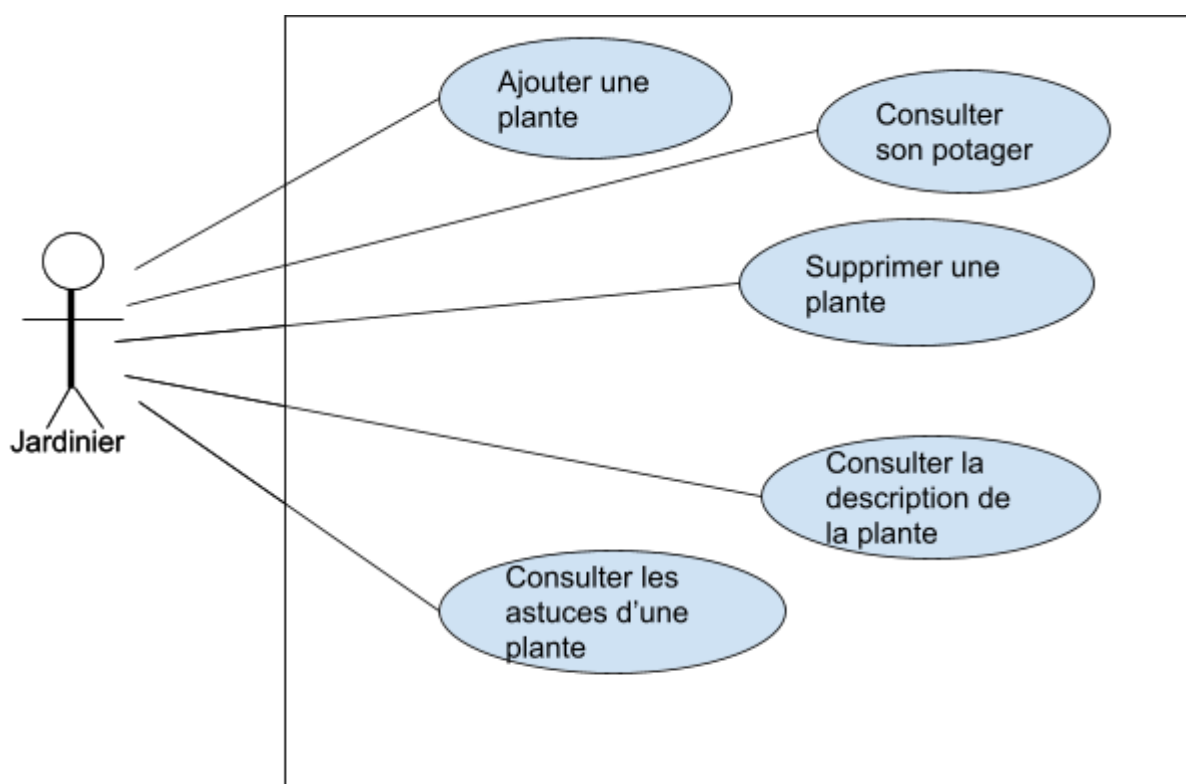 Ajouter une
plante
Consulter
son potager
Supprimer une
plante
Jardinier
Consulter la
description de
la plante
Consulter les
astuces d’une
plante